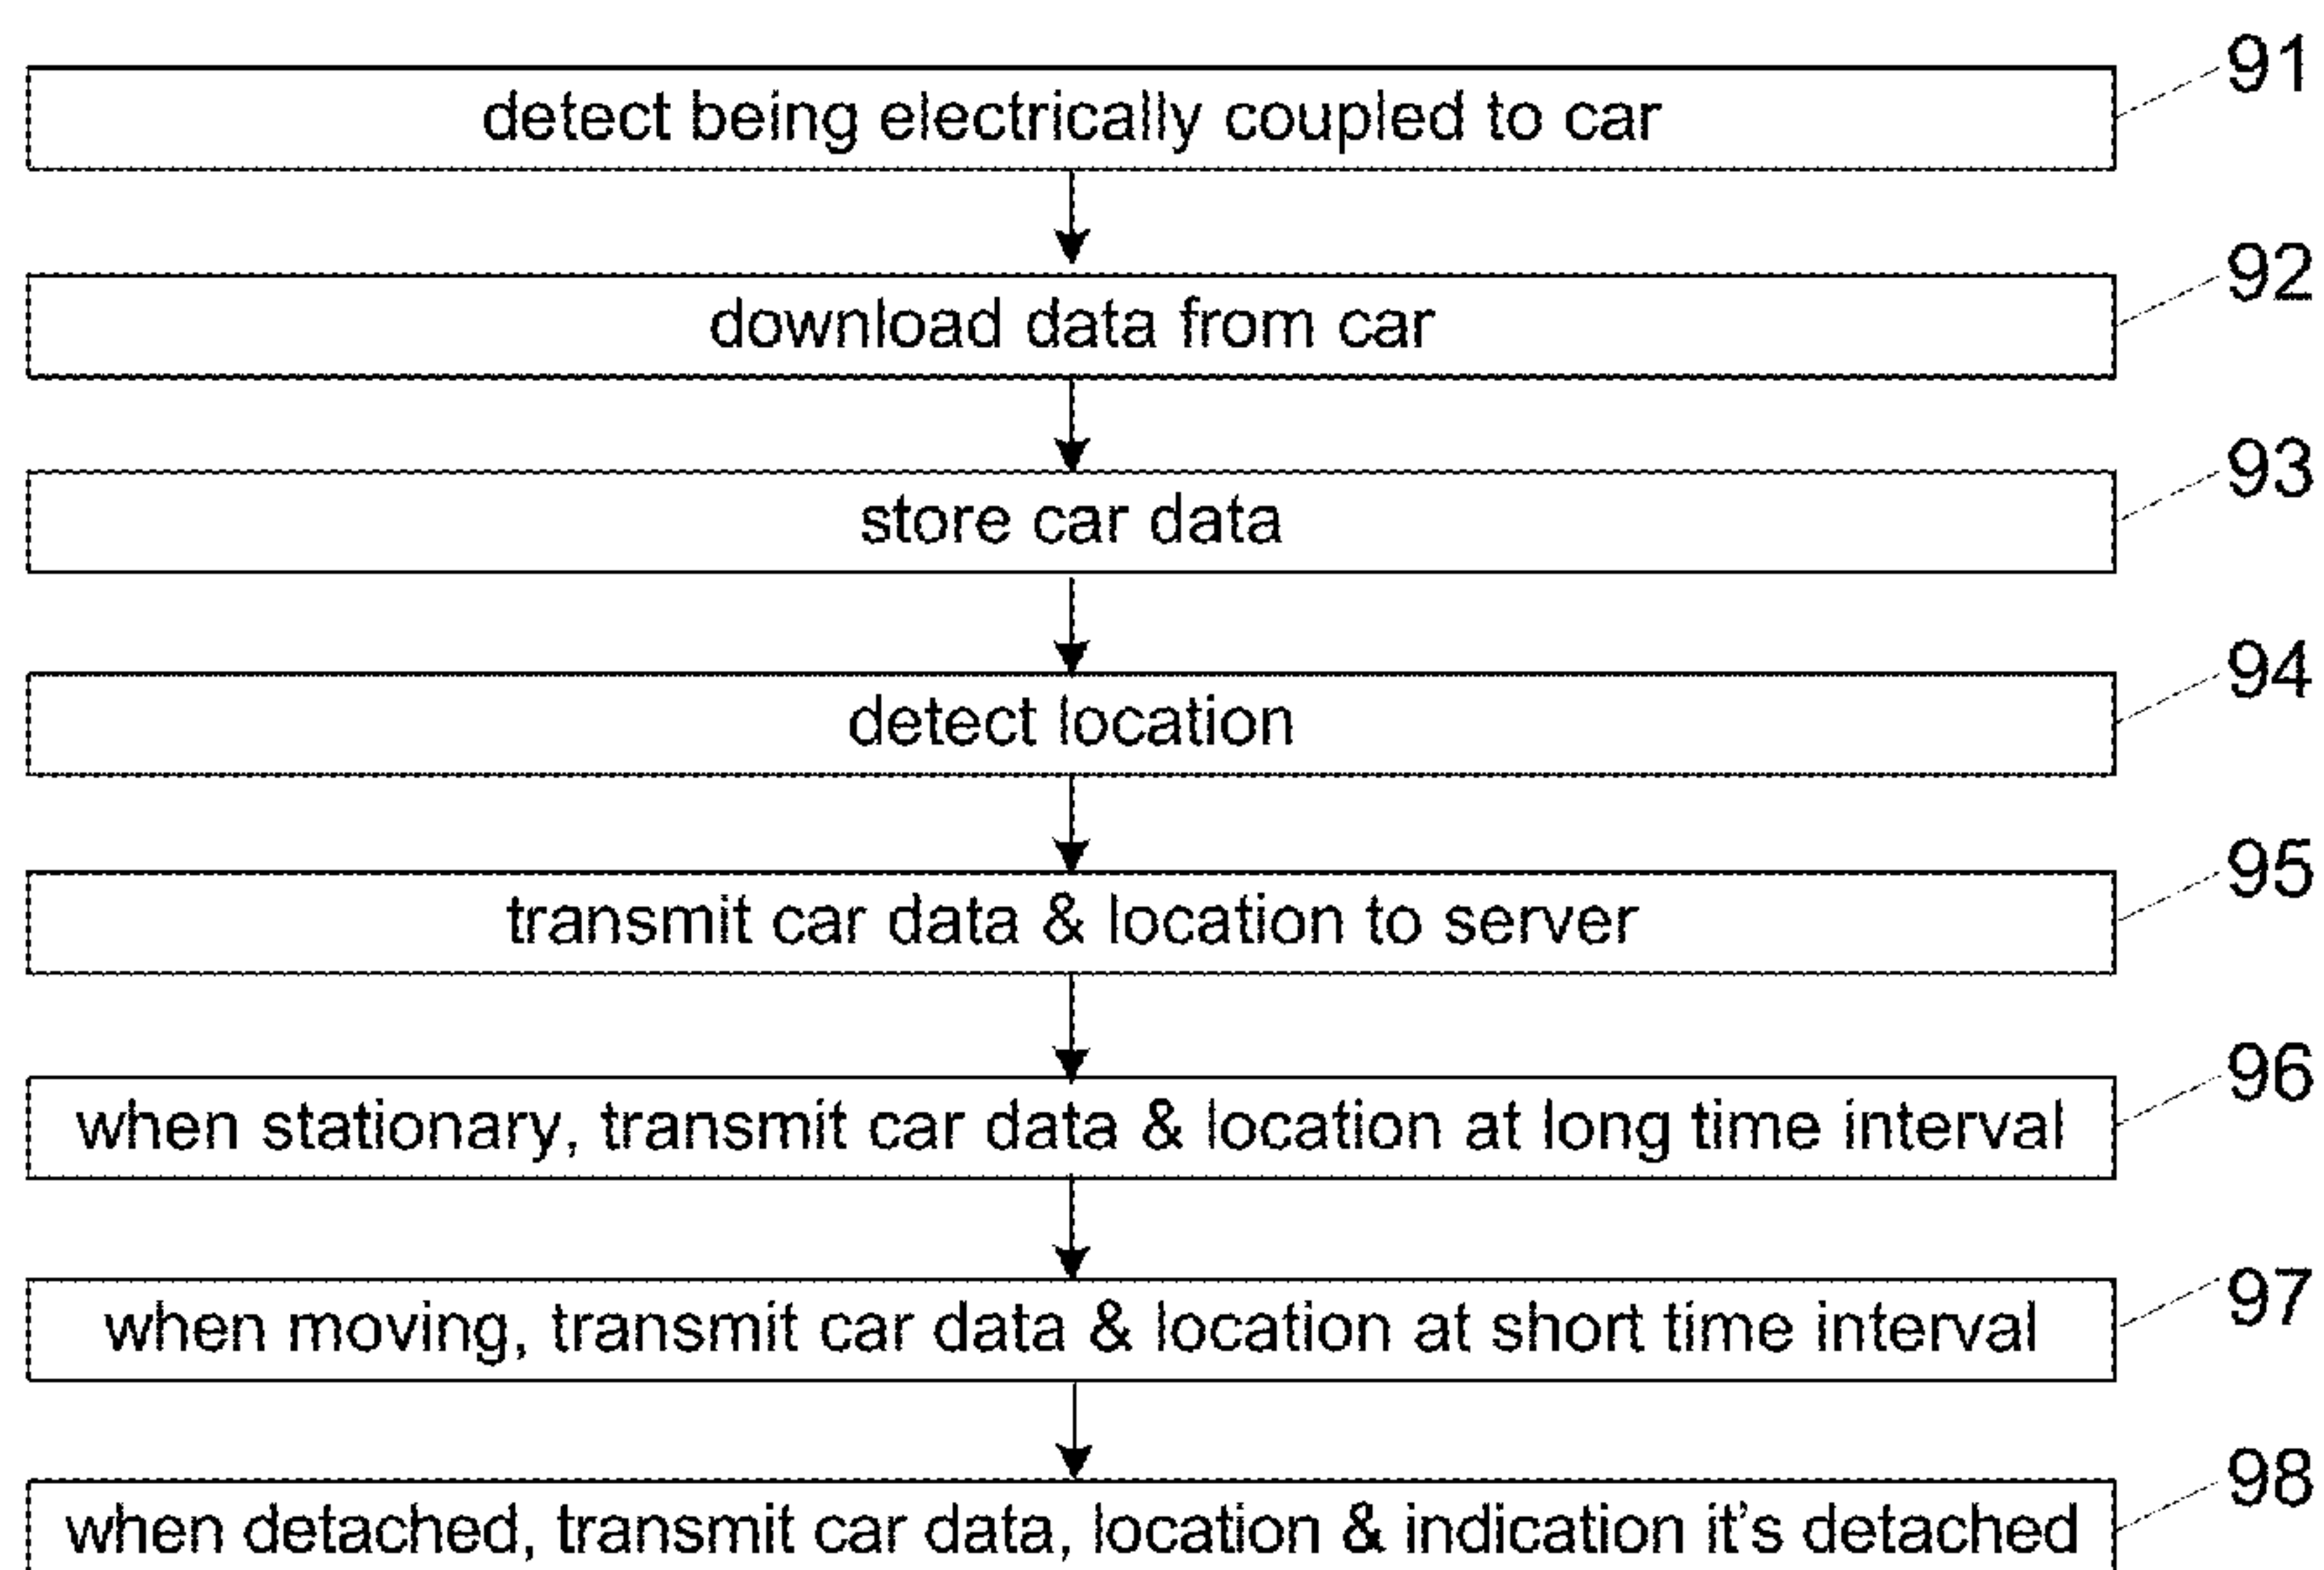 91
detect being electrically coupled to car
92
download data from car
93
store car data
94
detect location
95
transmit car data & location to server
96
when stationary, transmit car data & location at long time interval
97
when moving, transmit car data & location at short time interval
98
when detached, transmit car data, location & indication it's detached